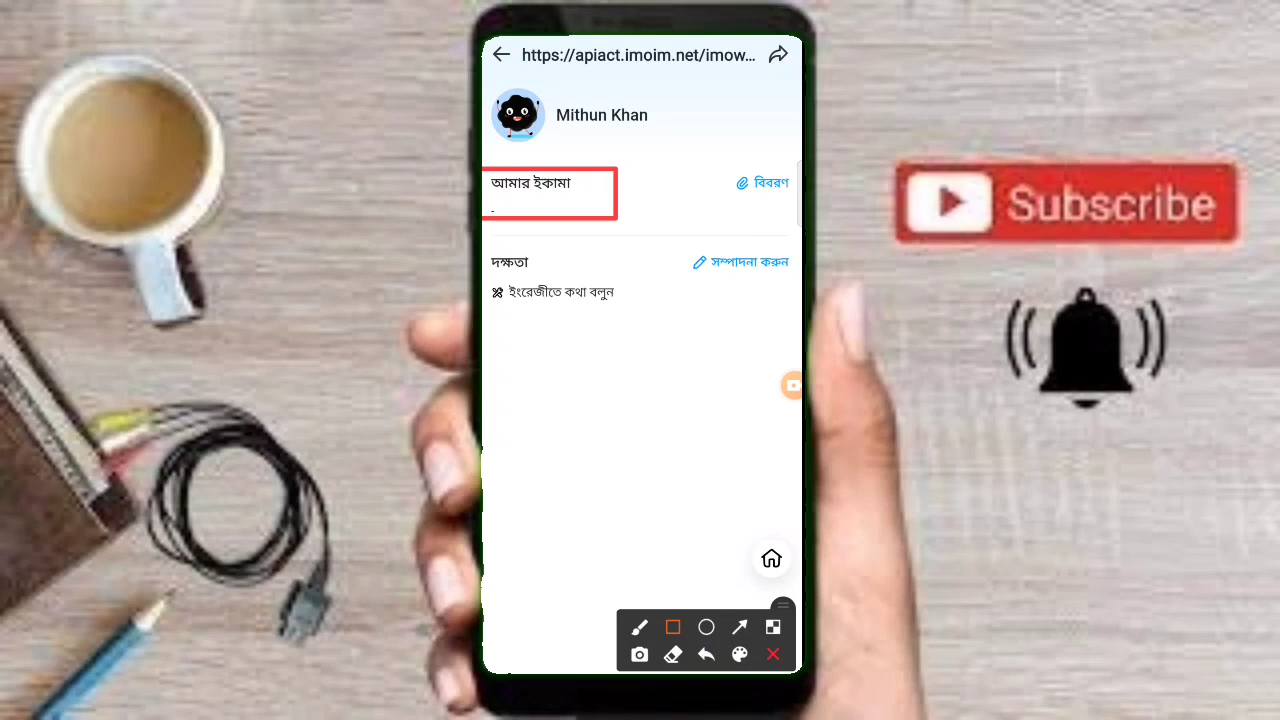 https://apiact.imoim.net/imow...
Mithun Khan
আমার ইকামা
বিবরণ
-
দক্ষতা
সম্পাদনা করুন
ইংরেজীতে কথা বলুন
Subscribe